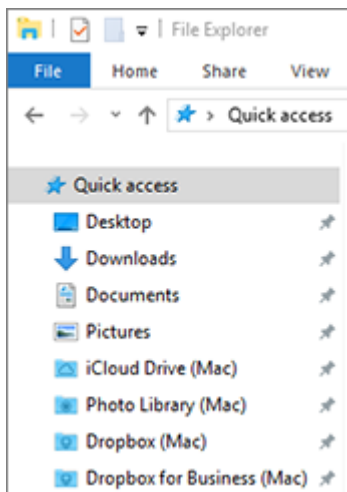 File Explorer
File Home Share View
Quick access
Quick access
Desktop
Downloads
Documents
Pictures
iCloud Drive (Mac)
Photo Library (Mac)
Dropbox (Mac)
Dropbox for Business (Mac)